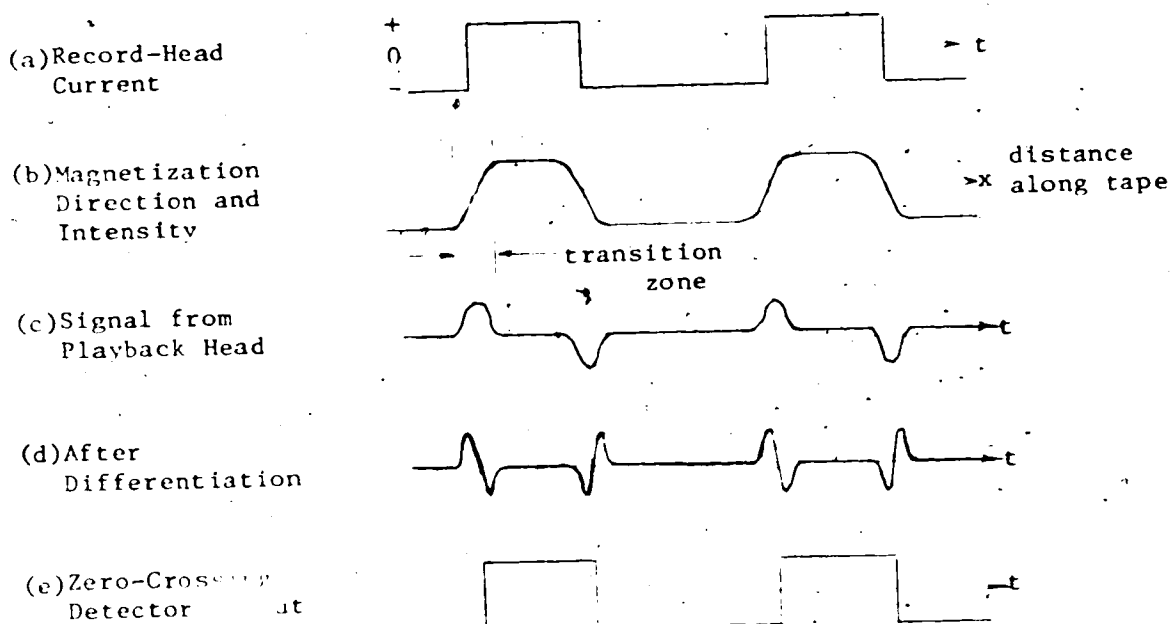 (a)Record-Head
Current
+
0
-
t
(b)Magnetization
Direction and
Intensity
x
distance
along tape
transition
zone
(c)Signal from
Playback Head
t
(d)After
Differentiation
t
(e)Zero-Crossing
Detector
t